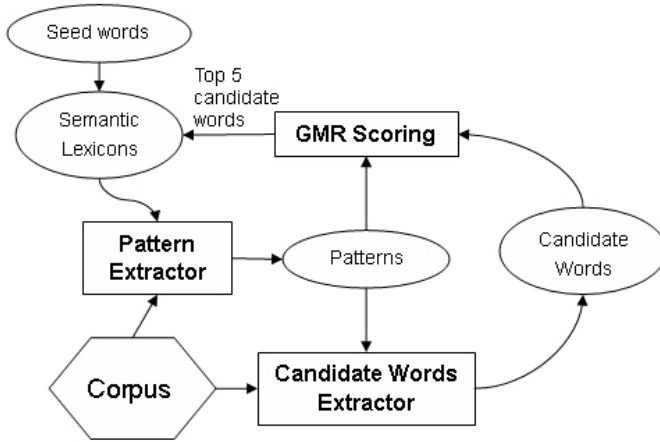 Seed words
Top 5
candidate
words
Semantic
Lexicons
GMR Scoring
Pattern
Extractor
Patterns
Candidate
Words
Corpus
Candidate Words
Extractor